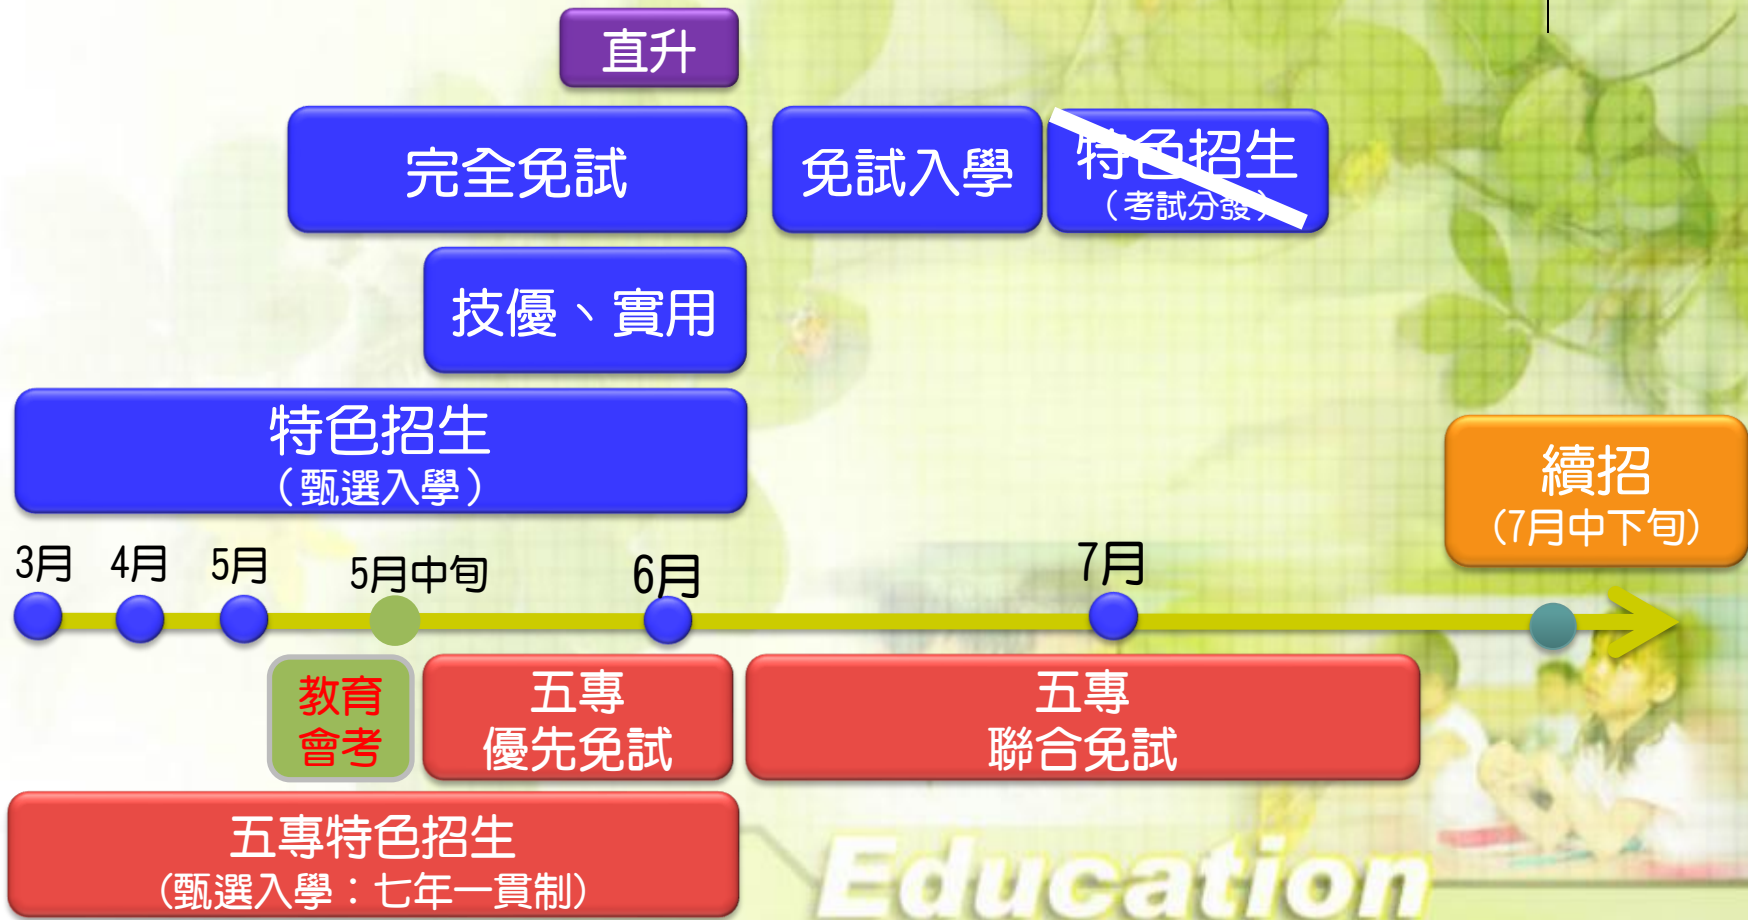 直升
完全免試
免試入學
特色招生
（考試分發）
技優、實用
特色招生
（甄選入學）
續招
(7月中下旬)
3月
4月
5月
5月中旬
6月
7月
教育
會考
五專
優先免試
五專
聯合免試
五專特色招生
(甄選入學：七年一貫制)
Education